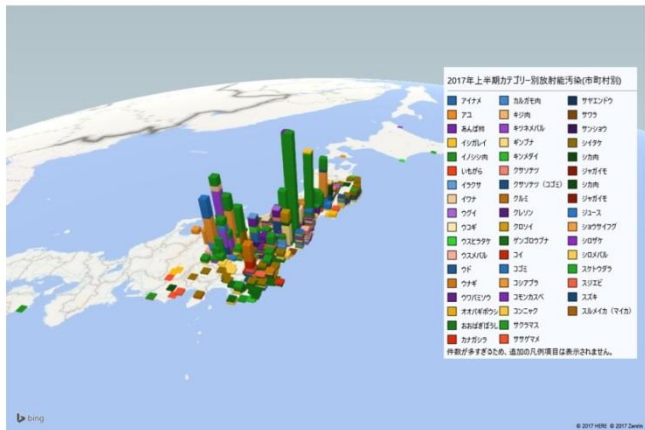 2017年上半期カテゴリー別放射能汚染(市町村別)
アイナメ
アユ
あんぽ柿
イシガレイ
イノシシ肉
いもがら
イラクサ
イワナ
ウグイ
ウコギ
ウスヒラタケ
ウスメバル
ウド
ウナギ
ウワバミソウ
オオバギボウシ
おおばぎぼうし
カナガシラ
カルガモ肉
キジ肉
キツネメバル
ギンブナ
キンメダイ
クサソテツ
クサソテツ（コゴミ）
クルミ
クレソン
クロソイ
ゲンゴロウブナ
コイ
コゴミ
コシアブラ
コモンカスベ
コンニャク
サクラマス
ササゲマメ
サヤエンドウ
サワラ
サンショウ
シイタケ
シカ肉
ジャガイモ
シカ肉
ジャガイモ
ジュース
ショウサイフグ
シロザケ
シロメバル
スケトウダラ
スジエビ
スズキ
スルメイカ（マイカ）
件数が多すぎるため、追加の凡例項目は表示されません。
bing
© 2017 HERE © 2017 Zenrin